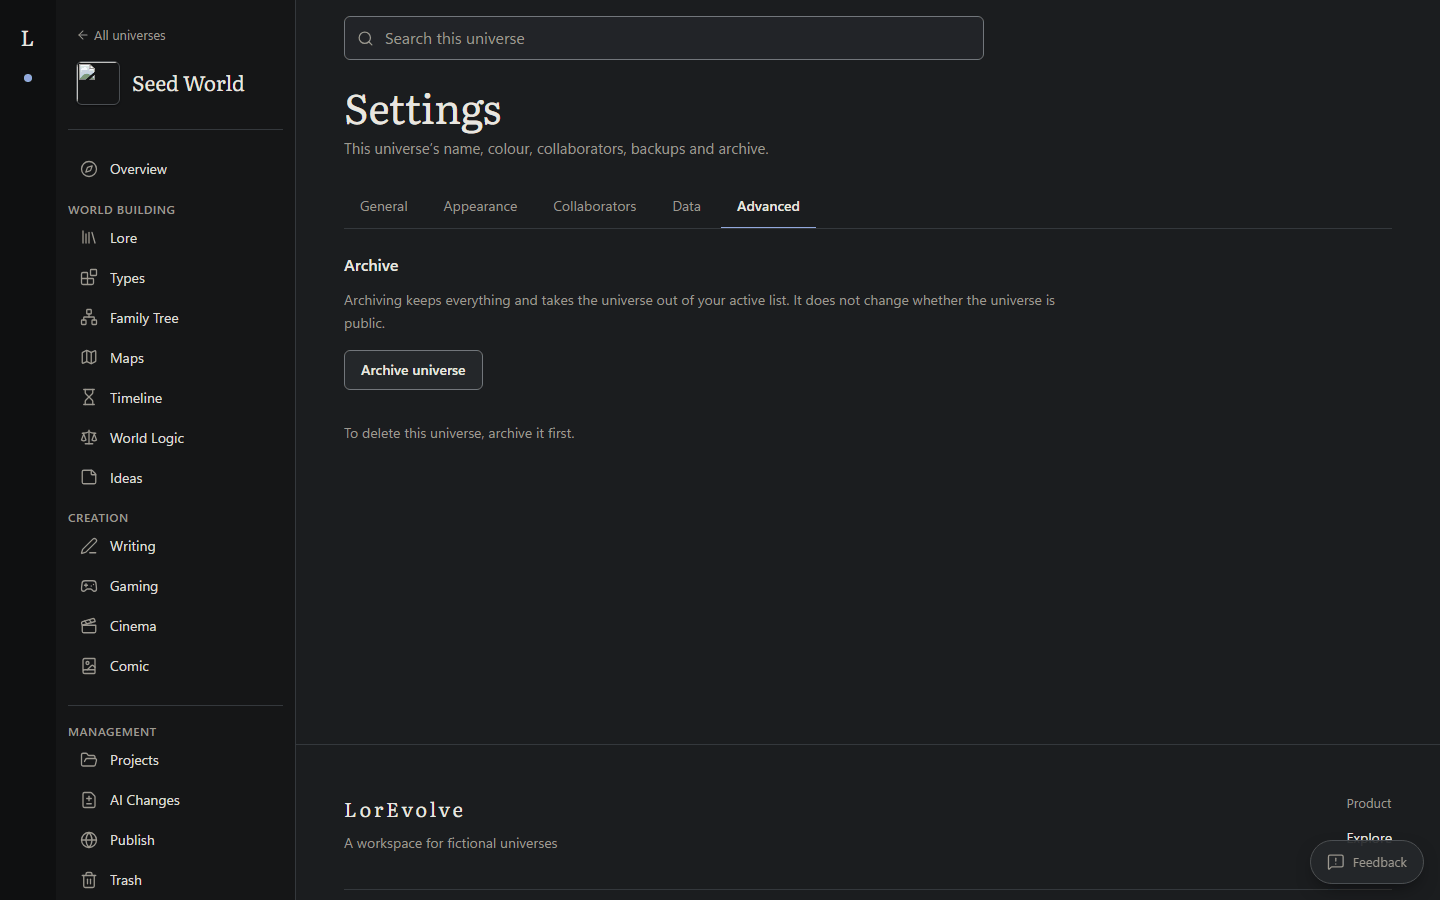 L
All universes
Seed World
Overview
WORLD BUILDING
Lore
Types
Family Tree
Maps
Timeline
World Logic
Ideas
CREATION
Writing
Gaming
Cinema
Comic
MANAGEMENT
Projects
AI Changes
Publish
Trash
Search this universe
Settings
This universe's name, colour, collaborators, backups and archive.
General Appearance Collaborators Data Advanced
Archive
Archiving keeps everything and takes the universe out of your active list. It does not change whether the universe is
public.
Archive universe
To delete this universe, archive it first.
LorEvolve
A workspace for fictional universes
Product
Explore
Feedback